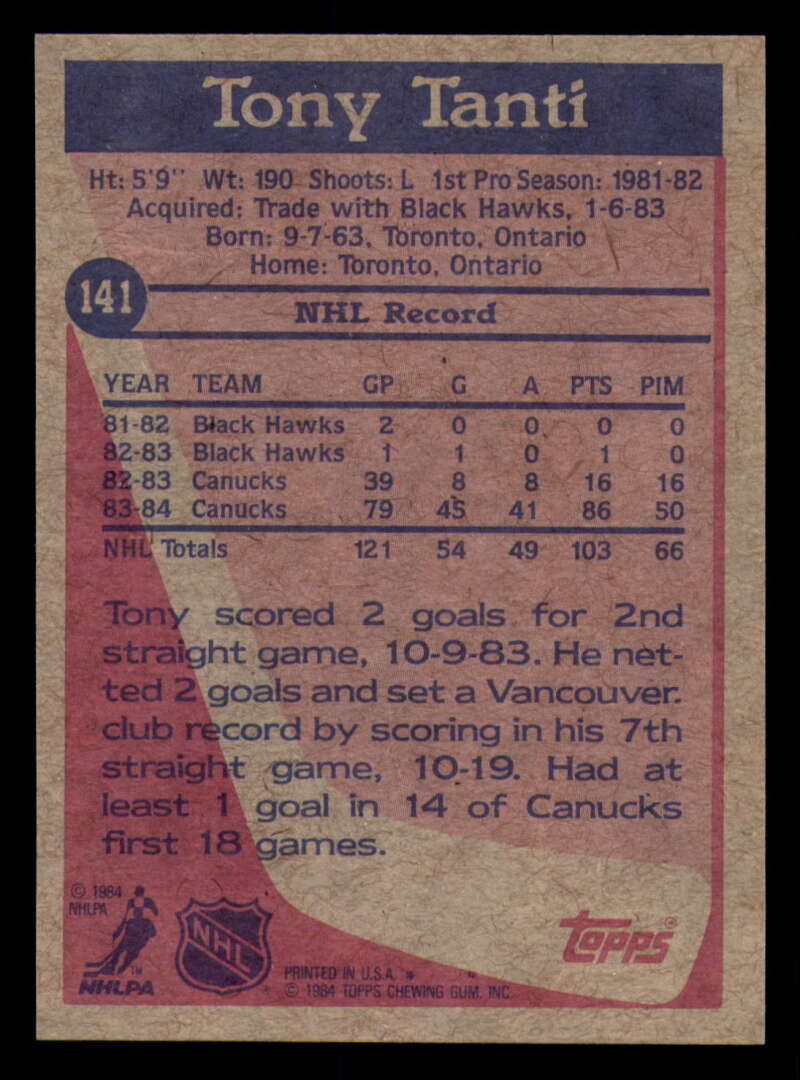 Tony Tanti
Ht: 5'9" Wt: 190 Shoots: L 1st Pro Season: 1981-82
Acquired: Trade with Black Hawks, 1-6-83
Born: 9-7-63, Toronto, Ontario
Home: Toronto, Ontario
141
NHL Record
YEAR TEAM GP G A PTS PIM
81-82 Black Hawks 2 0 0 0 0
82-83 Black Hawks 1 1 0 1 0
82-83 Canucks 39 8 8 16 16
83-84 Canucks 79 45 41 86 50
NHL Totals 121 54 49 103 66
Tony scored 2 goals for 2nd
straight game, 10-9-83. He net-
ted 2 goals and set a Vancouver
club record by scoring in his 7th
straight game, 10-19. Had at
least 1 goal in 14 of Canucks
first 18 games.
© 1984
NHLPA
TM
NHLPA
NHL
PRINTED IN U.S.A. *
© 1984 TOPPS CHEWING GUM, INC.
topps®